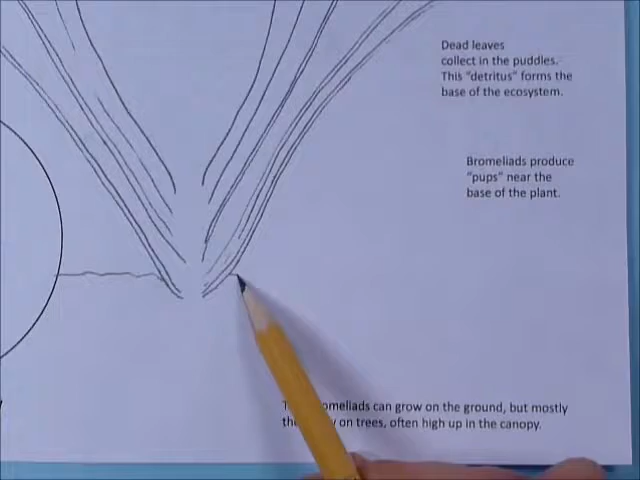 Dead leaves
collect in the puddles.
This "detritus" forms the
base of the ecosystem.
Bromeliads produce
"pups" near the
base of the plant.
can grow on the ground, but mostly
on trees, often high up in the canopy.